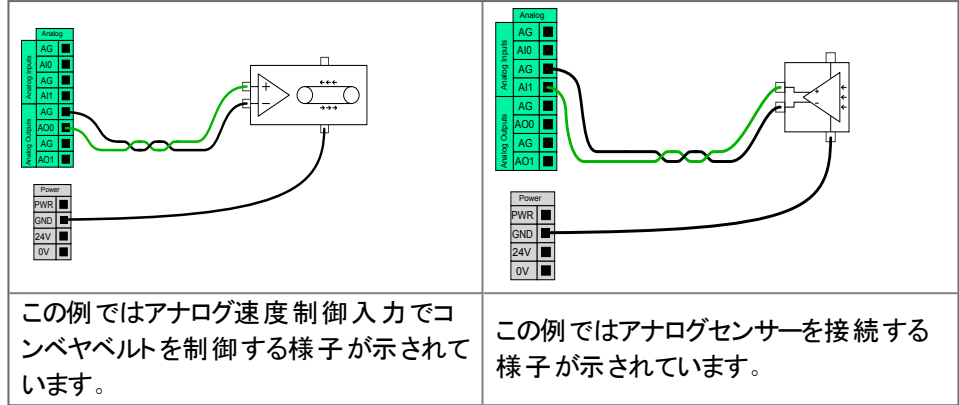 Analog
Analog Inputs
AG
AI0
AG
AI1
Analog Outputs
AG
AO0
AG
AO1
Power
PWR
GND
24V
0V
+
−
←←←
→→→
この例ではアナログ速度制御入力でコ
ンベヤベルトを制御する様子が示されて
います。
Analog
Analog Inputs
AG
AI0
AG
AI1
Analog Outputs
AG
AO0
AG
AO1
Power
PWR
GND
24V
0V
+
-
この例ではアナログセンサーを接続する
様子が示されています。